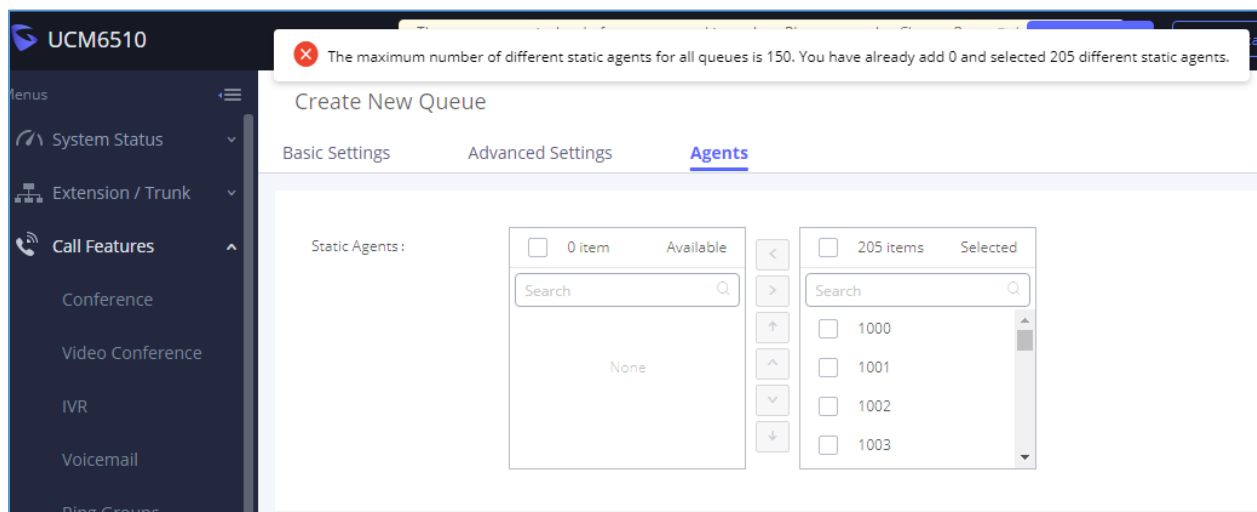 UCM6510
The maximum number of different static agents for all queues is 150. You have already add 0 and selected 205 different static agents.
Menus
Create New Queue
System Status
Basic Settings Advanced Settings Agents
Extension / Trunk
Call Features
Static Agents :
0 item Available
205 items Selected
Search
Search
Conference
1000
Video Conference
None
1001
IVR
1002
Voicemail
1003
Ring Groups